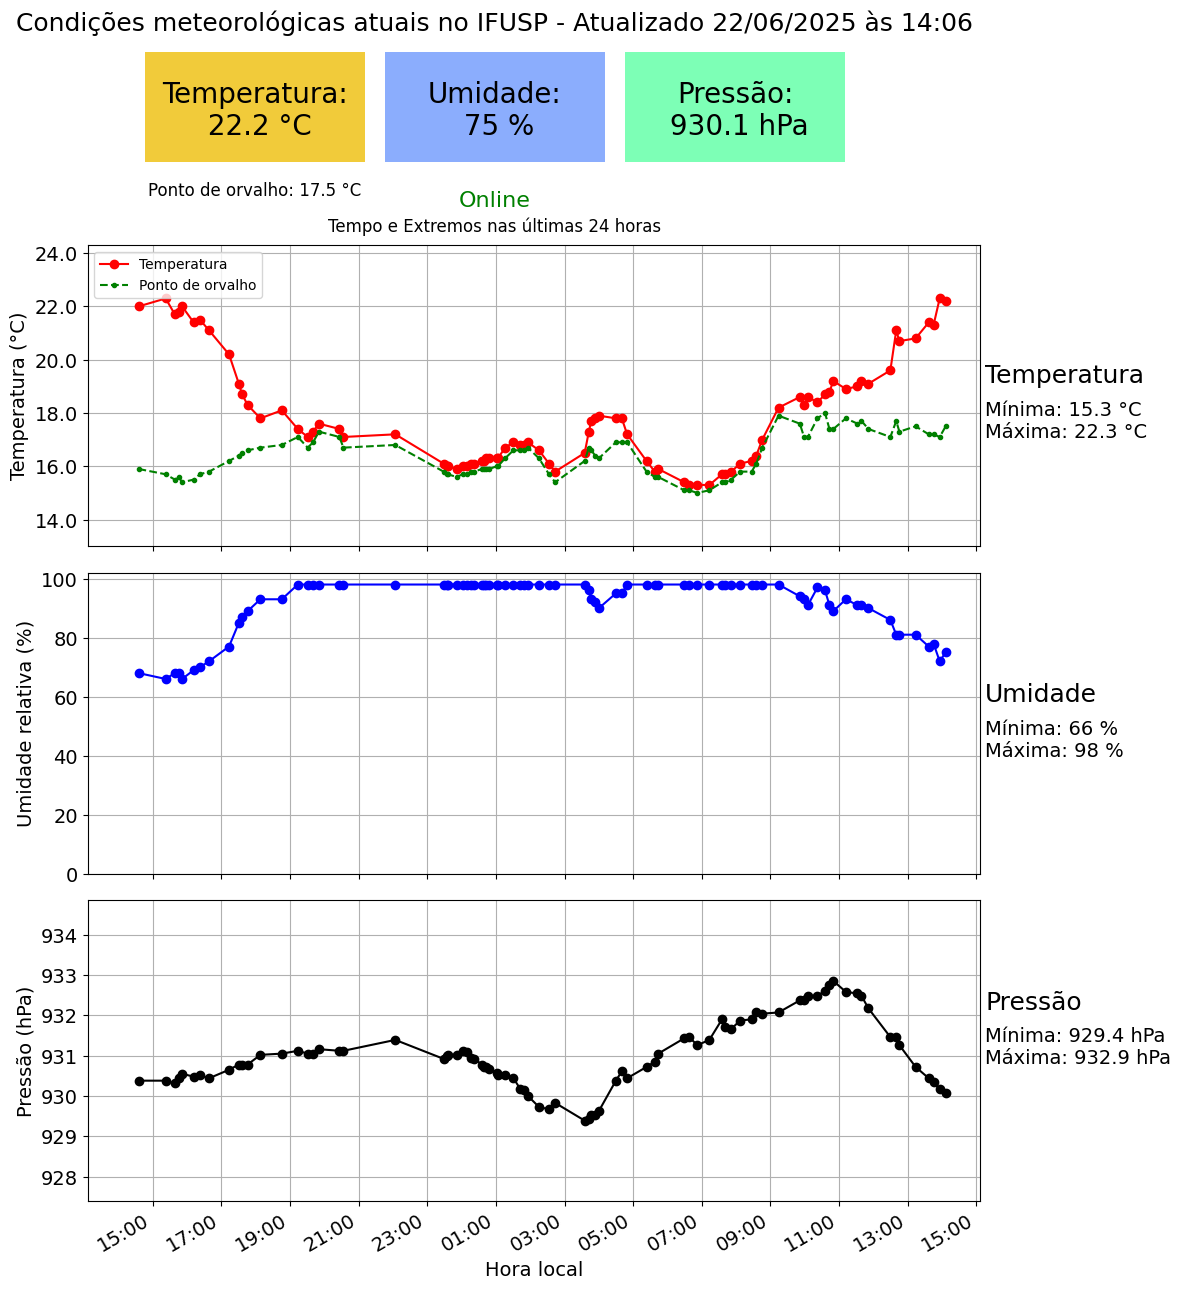 Condições meteorológicas atuais no IFUSP - Atualizado 22/06/2025 às 14:06
Temperatura:
22.2 °C
Umidade:
75 %
Pressão:
930.1 hPa
Ponto de orvalho: 17.5 °C
Online
Tempo e Extremos nas últimas 24 horas
Temperatura (°C)
24.0
22.0
20.0
18.0
16.0
14.0
Temperatura
Ponto de orvalho
Temperatura
Mínima: 15.3 °C
Máxima: 22.3 °C
Umidade relativa (%)
100
80
60
40
20
0
Umidade
Mínima: 66 %
Máxima: 98 %
Pressão (hPa)
934
933
932
931
930
929
928
Pressão
Mínima: 929.4 hPa
Máxima: 932.9 hPa
15:00
17:00
19:00
21:00
23:00
01:00
03:00
05:00
07:00
09:00
11:00
13:00
15:00
Hora local